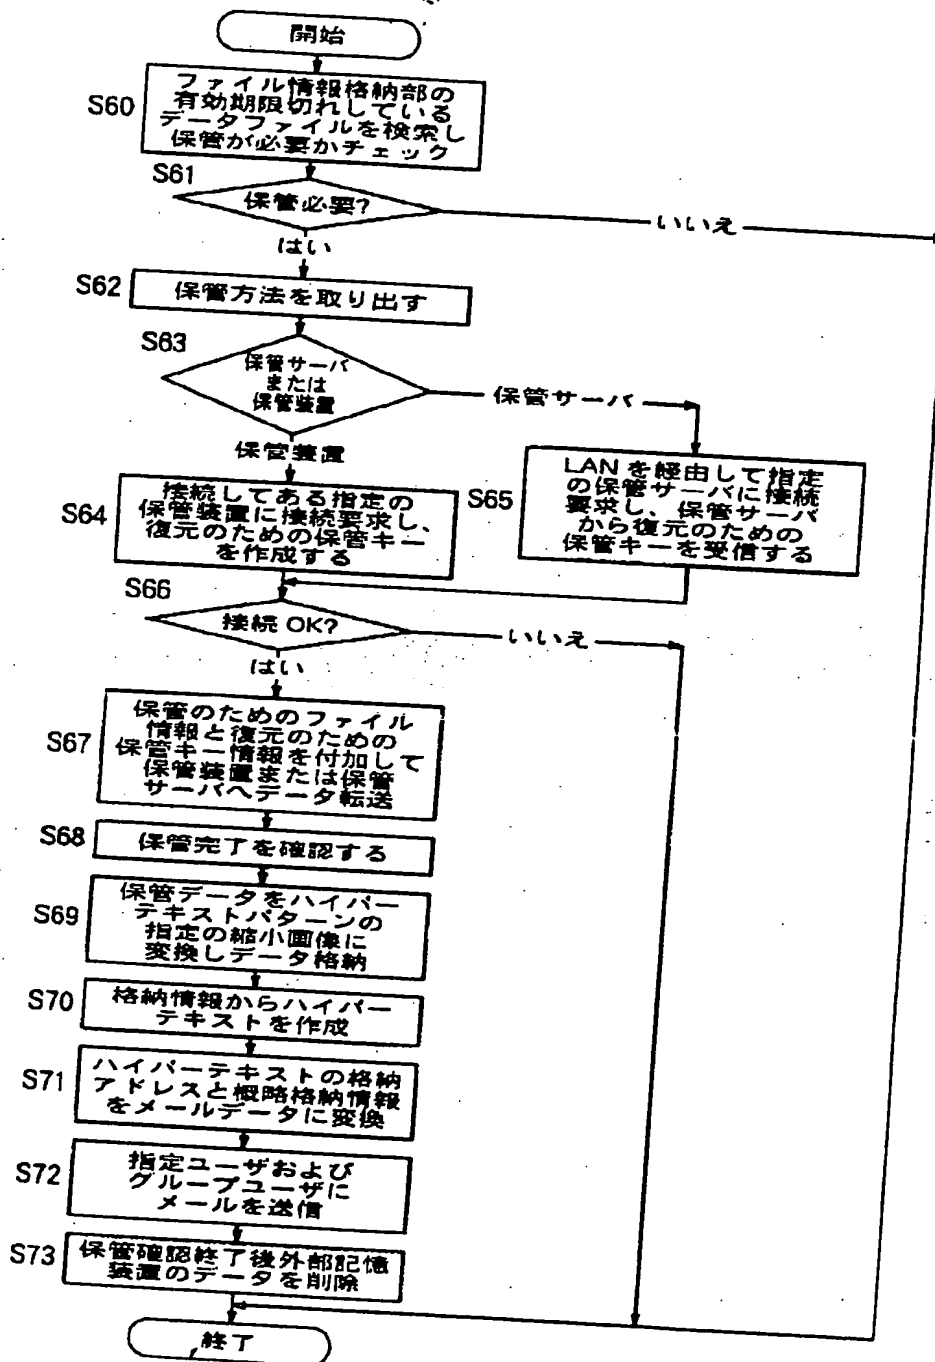 開始
S60
ファイル情報格納部の
有効期限切れしている
データファイルを検索し
保管が必要かチェック
S61
保管必要?
いいえ
はい
S62
保管方法を取り出す
S63
保管サーバ
または
保管装置
保管サーバ
保管装置
S64
接続してある指定の
保管装置に接続要求し、
復元のための保管キー
を作成する
S65
LANを経由して指定
の保管サーバに接続
要求し、保管サーバ
から復元のための
保管キーを受信する
S66
接続OK?
いいえ
はい
S67
保管のためのファイル
情報と復元のための
保管キー情報を付加して
保管装置または保管
サーバへデータ転送
S68
保管完了を確認する
S69
保管データをハイパー
テキストパターンの
指定の縮小画像に
変換しデータ格納
S70
格納情報からハイパー
テキストを作成
S71
ハイパーテキストの格納
アドレスと概略格納情報
をメールデータに変換
S72
指定ユーザおよび
グループユーザに
メールを送信
S73
保管確認終了後外部記憶
装置のデータを削除
終了